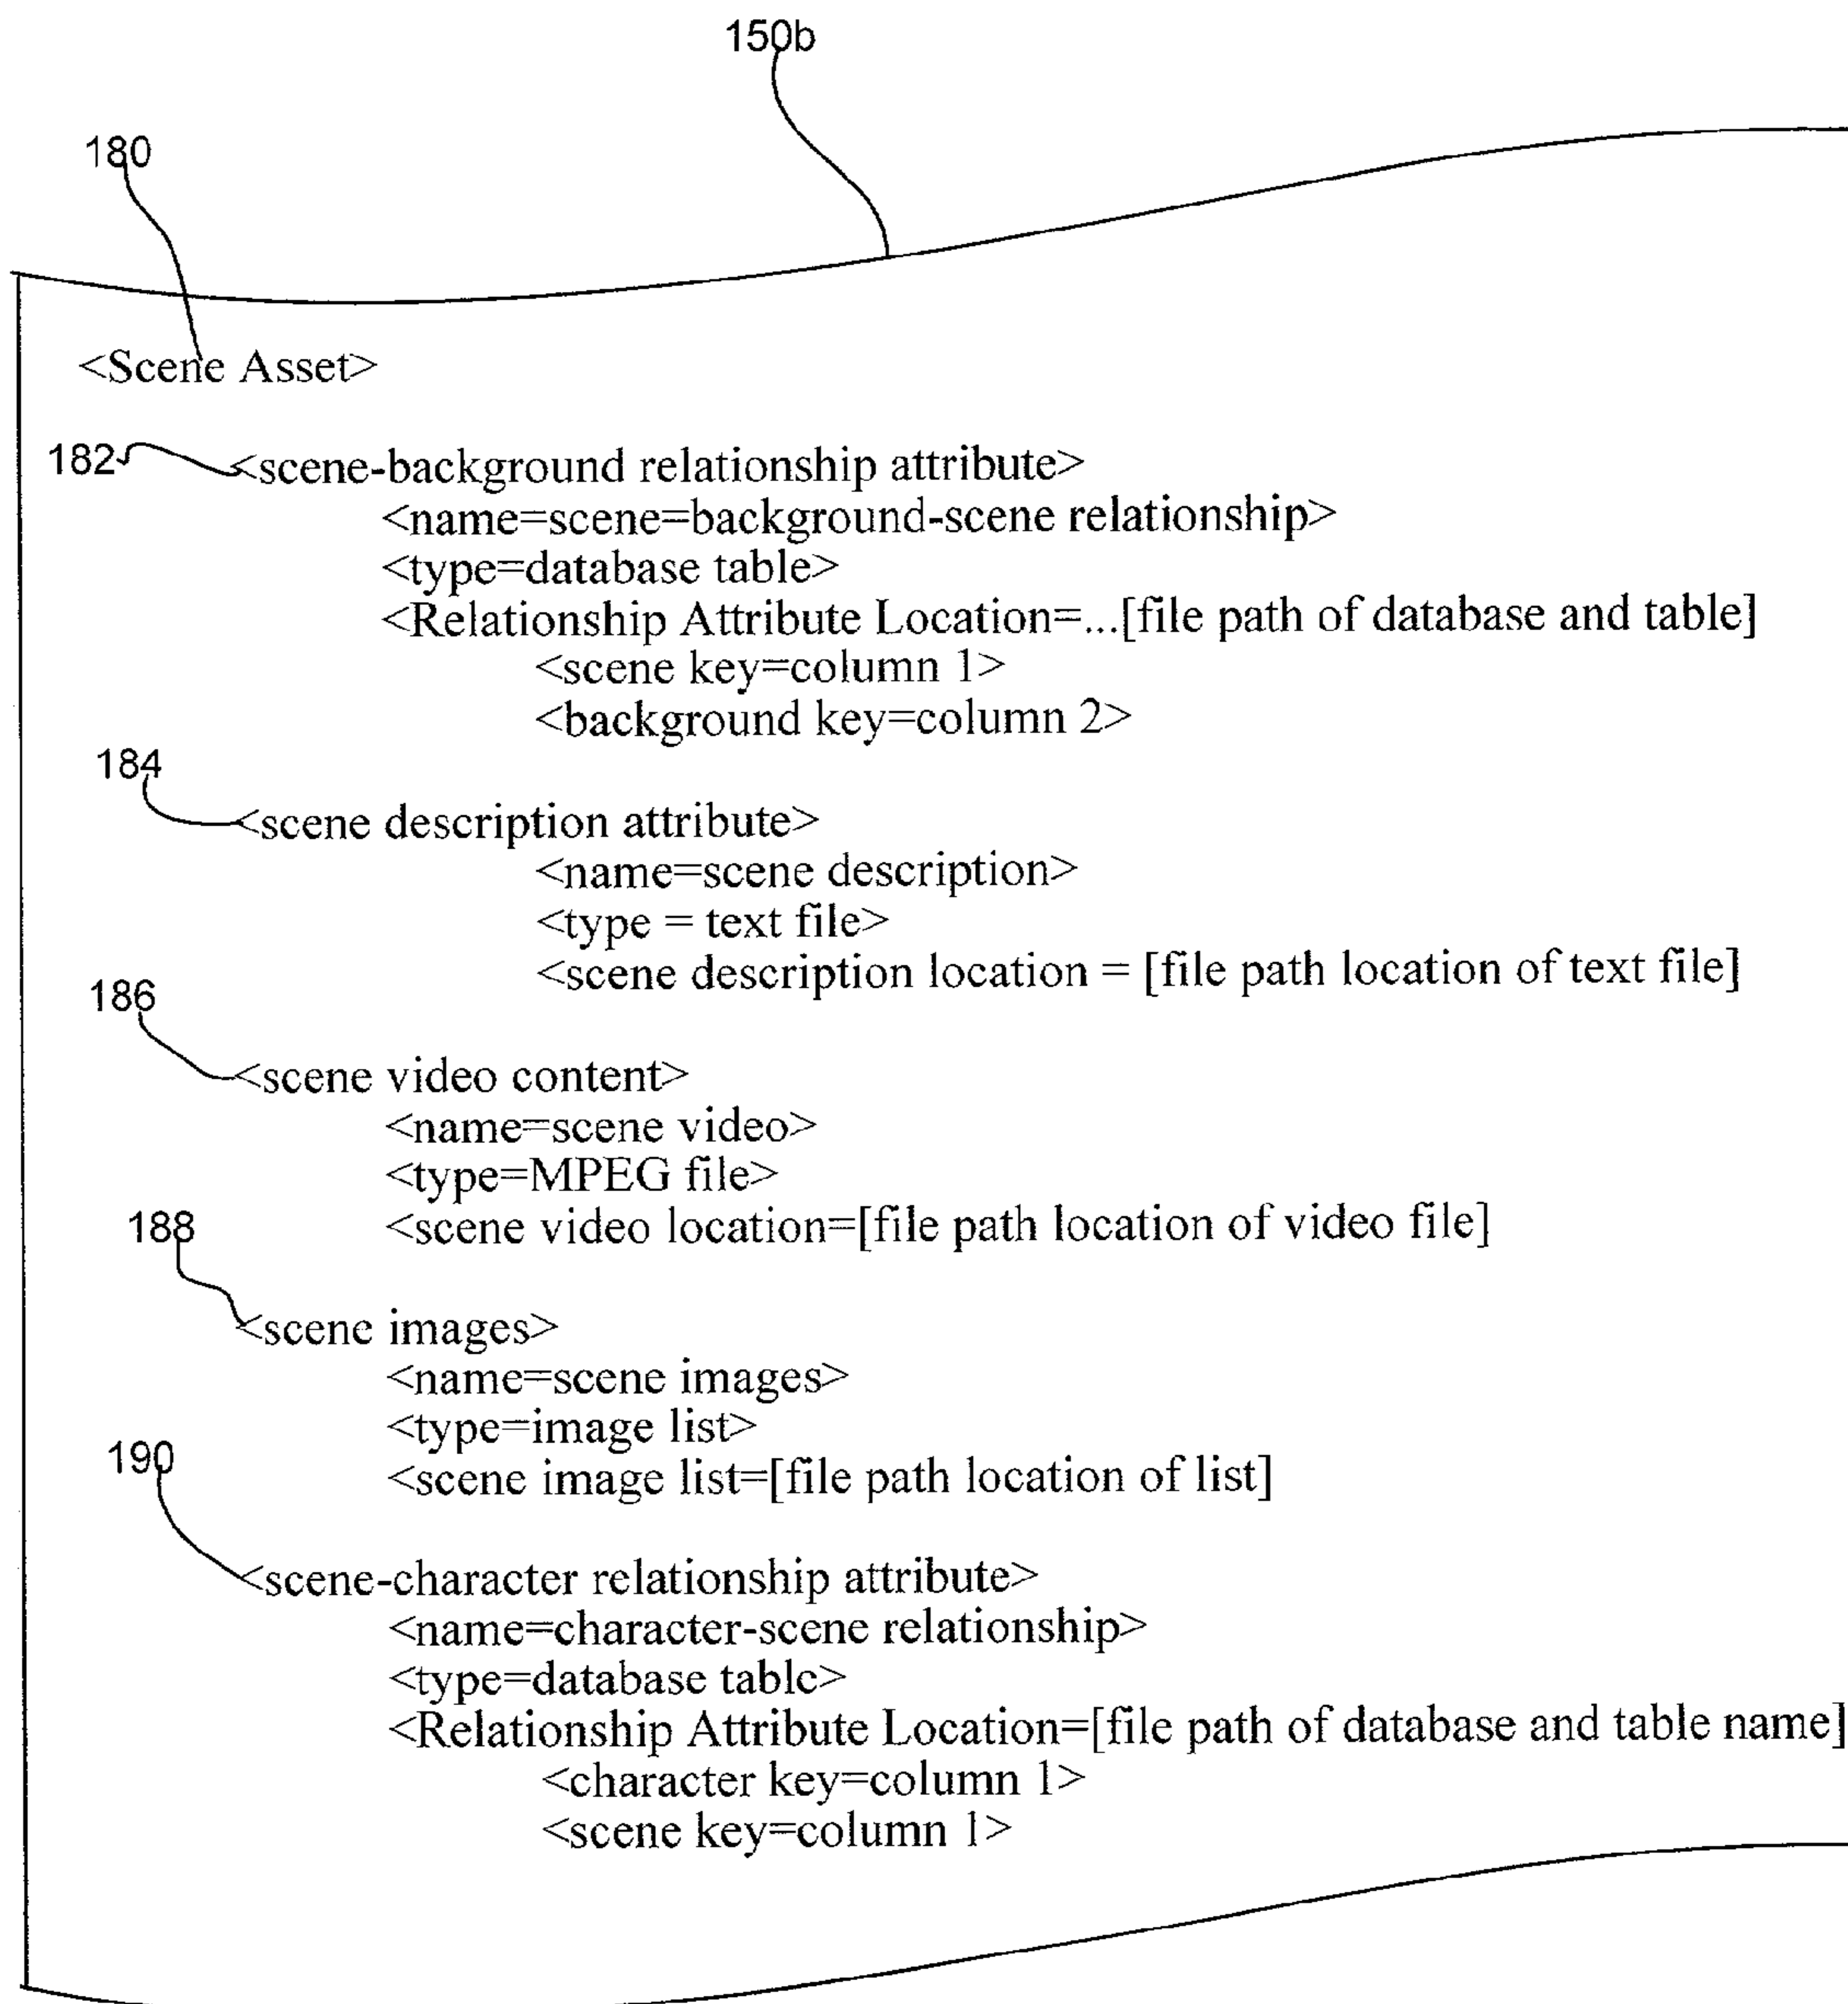 150b
180
<Scene Asset>
182
<scene-background relationship attribute>
<name=scene=background-scene relationship>
<type=database table>
<Relationship Attribute Location=...[file path of database and table]
<scene key=column 1>
<background key=column 2>
184
<scene description attribute>
<name=scene description>
<type = text file>
<scene description location = [file path location of text file]
186
<scene video content>
<name=scene video>
<type=MPEG file>
<scene video location=[file path location of video file]
188
<scene images>
<name=scene images>
<type=image list>
<scene image list=[file path location of list]
190
<scene-character relationship attribute>
<name=character-scene relationship>
<type=database table>
<Relationship Attribute Location=[file path of database and table name]
<character key=column 1>
<scene key=column 1>